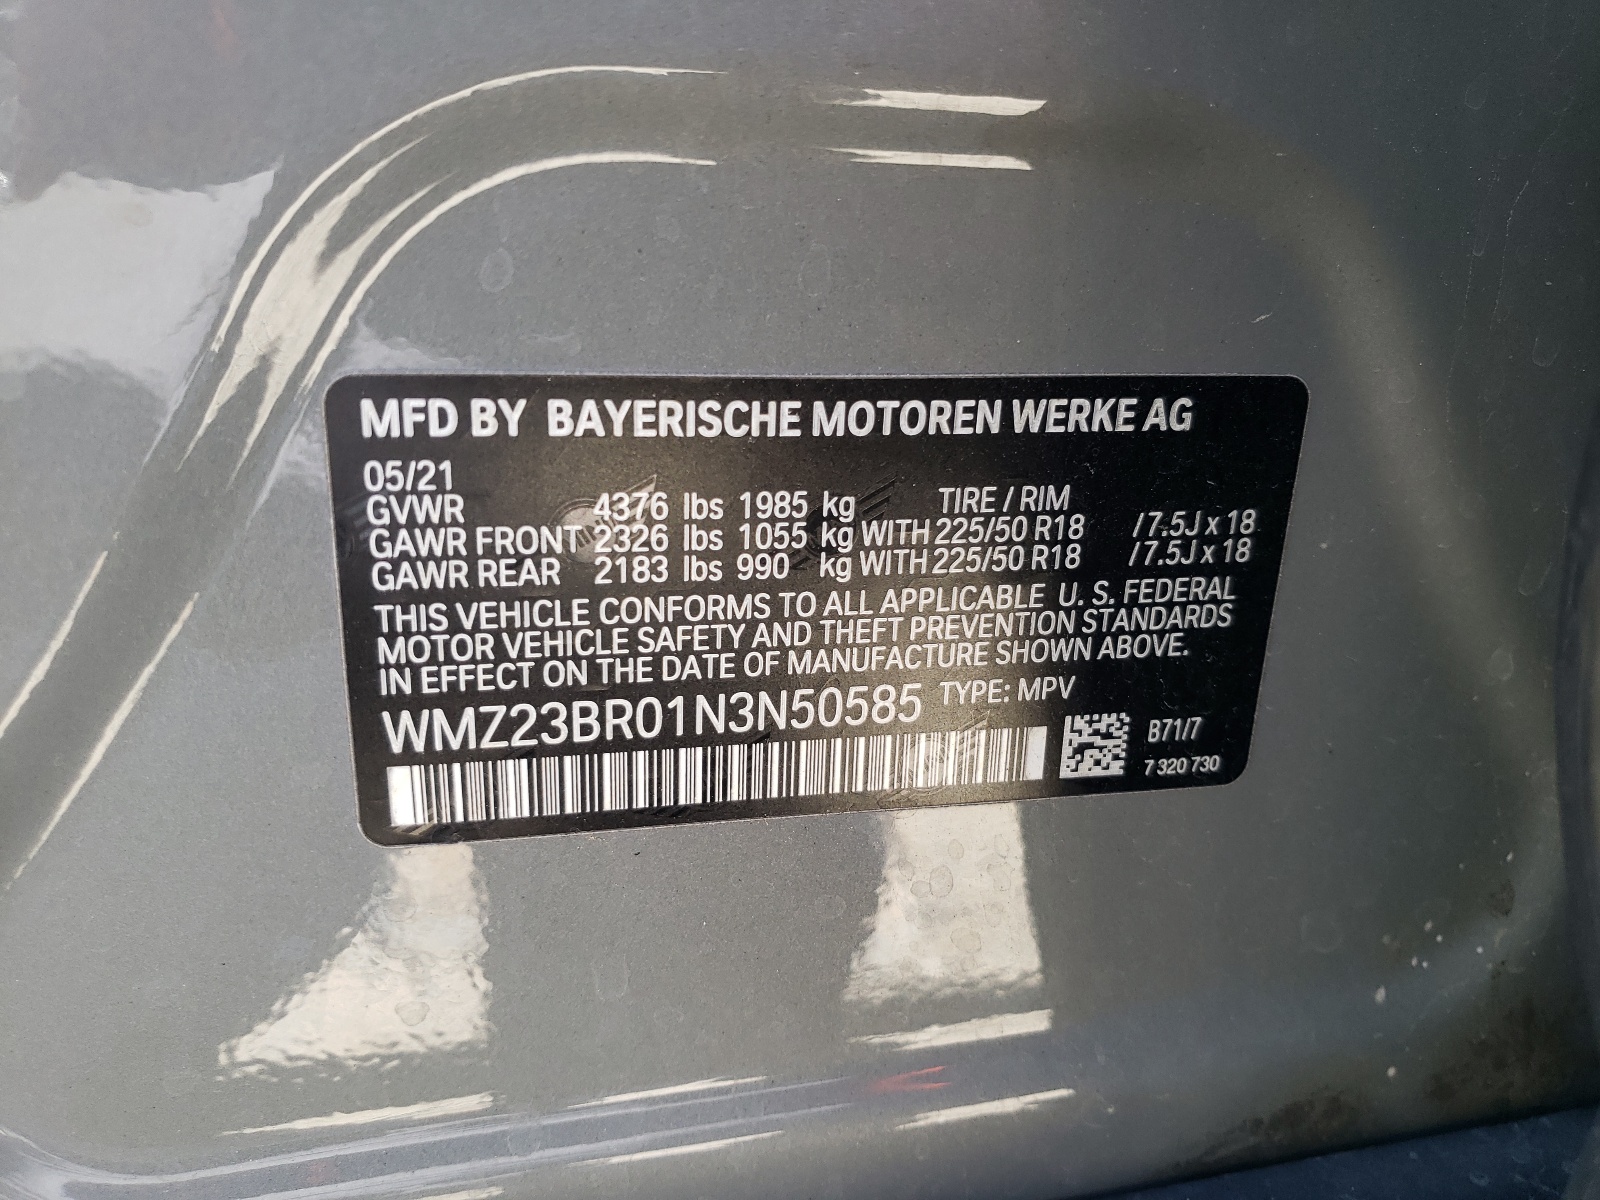 MFD BY BAYERISCHE MOTOREN WERKE AG
05/21
GVWR 4376 lbs 1985 kg TIRE / RIM
GAWR FRONT 2326 lbs 1055 kg WITH 225/50 R18 / 7.5J x 18
GAWR REAR 2183 lbs 990 kg WITH 225/50 R18 / 7.5J x 18
THIS VEHICLE CONFORMS TO ALL APPLICABLE U. S. FEDERAL
MOTOR VEHICLE SAFETY AND THEFT PREVENTION STANDARDS
IN EFFECT ON THE DATE OF MANUFACTURE SHOWN ABOVE.
WMZ23BR01N3N50585 TYPE: MPV
B71/7
7 320 730